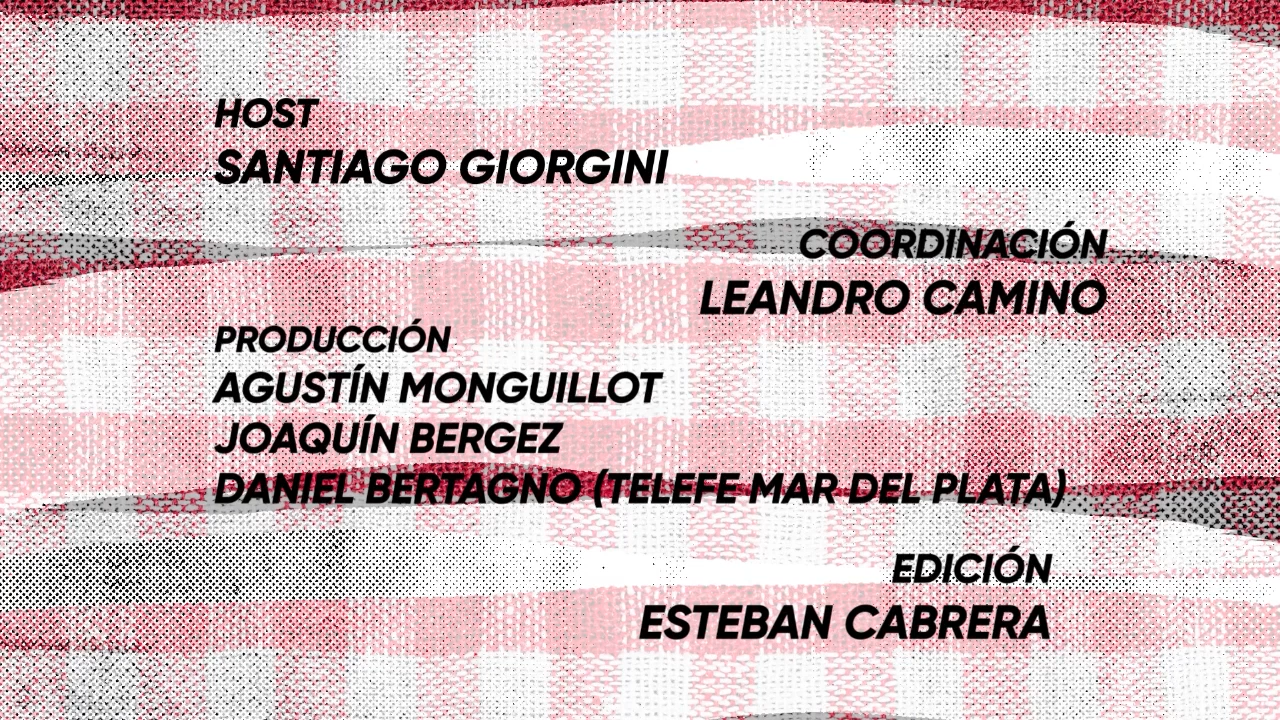 HOST
SANTIAGO GIORGINI
COORDINACIÓN
LEANDRO CAMINO
PRODUCCIÓN
AGUSTÍN MONGUILLOT
JOAQUÍN BERGEZ
DANIEL BERTAGNO (TELEFE MAR DEL PLATA)
EDICIÓN
ESTEBAN CABRERA